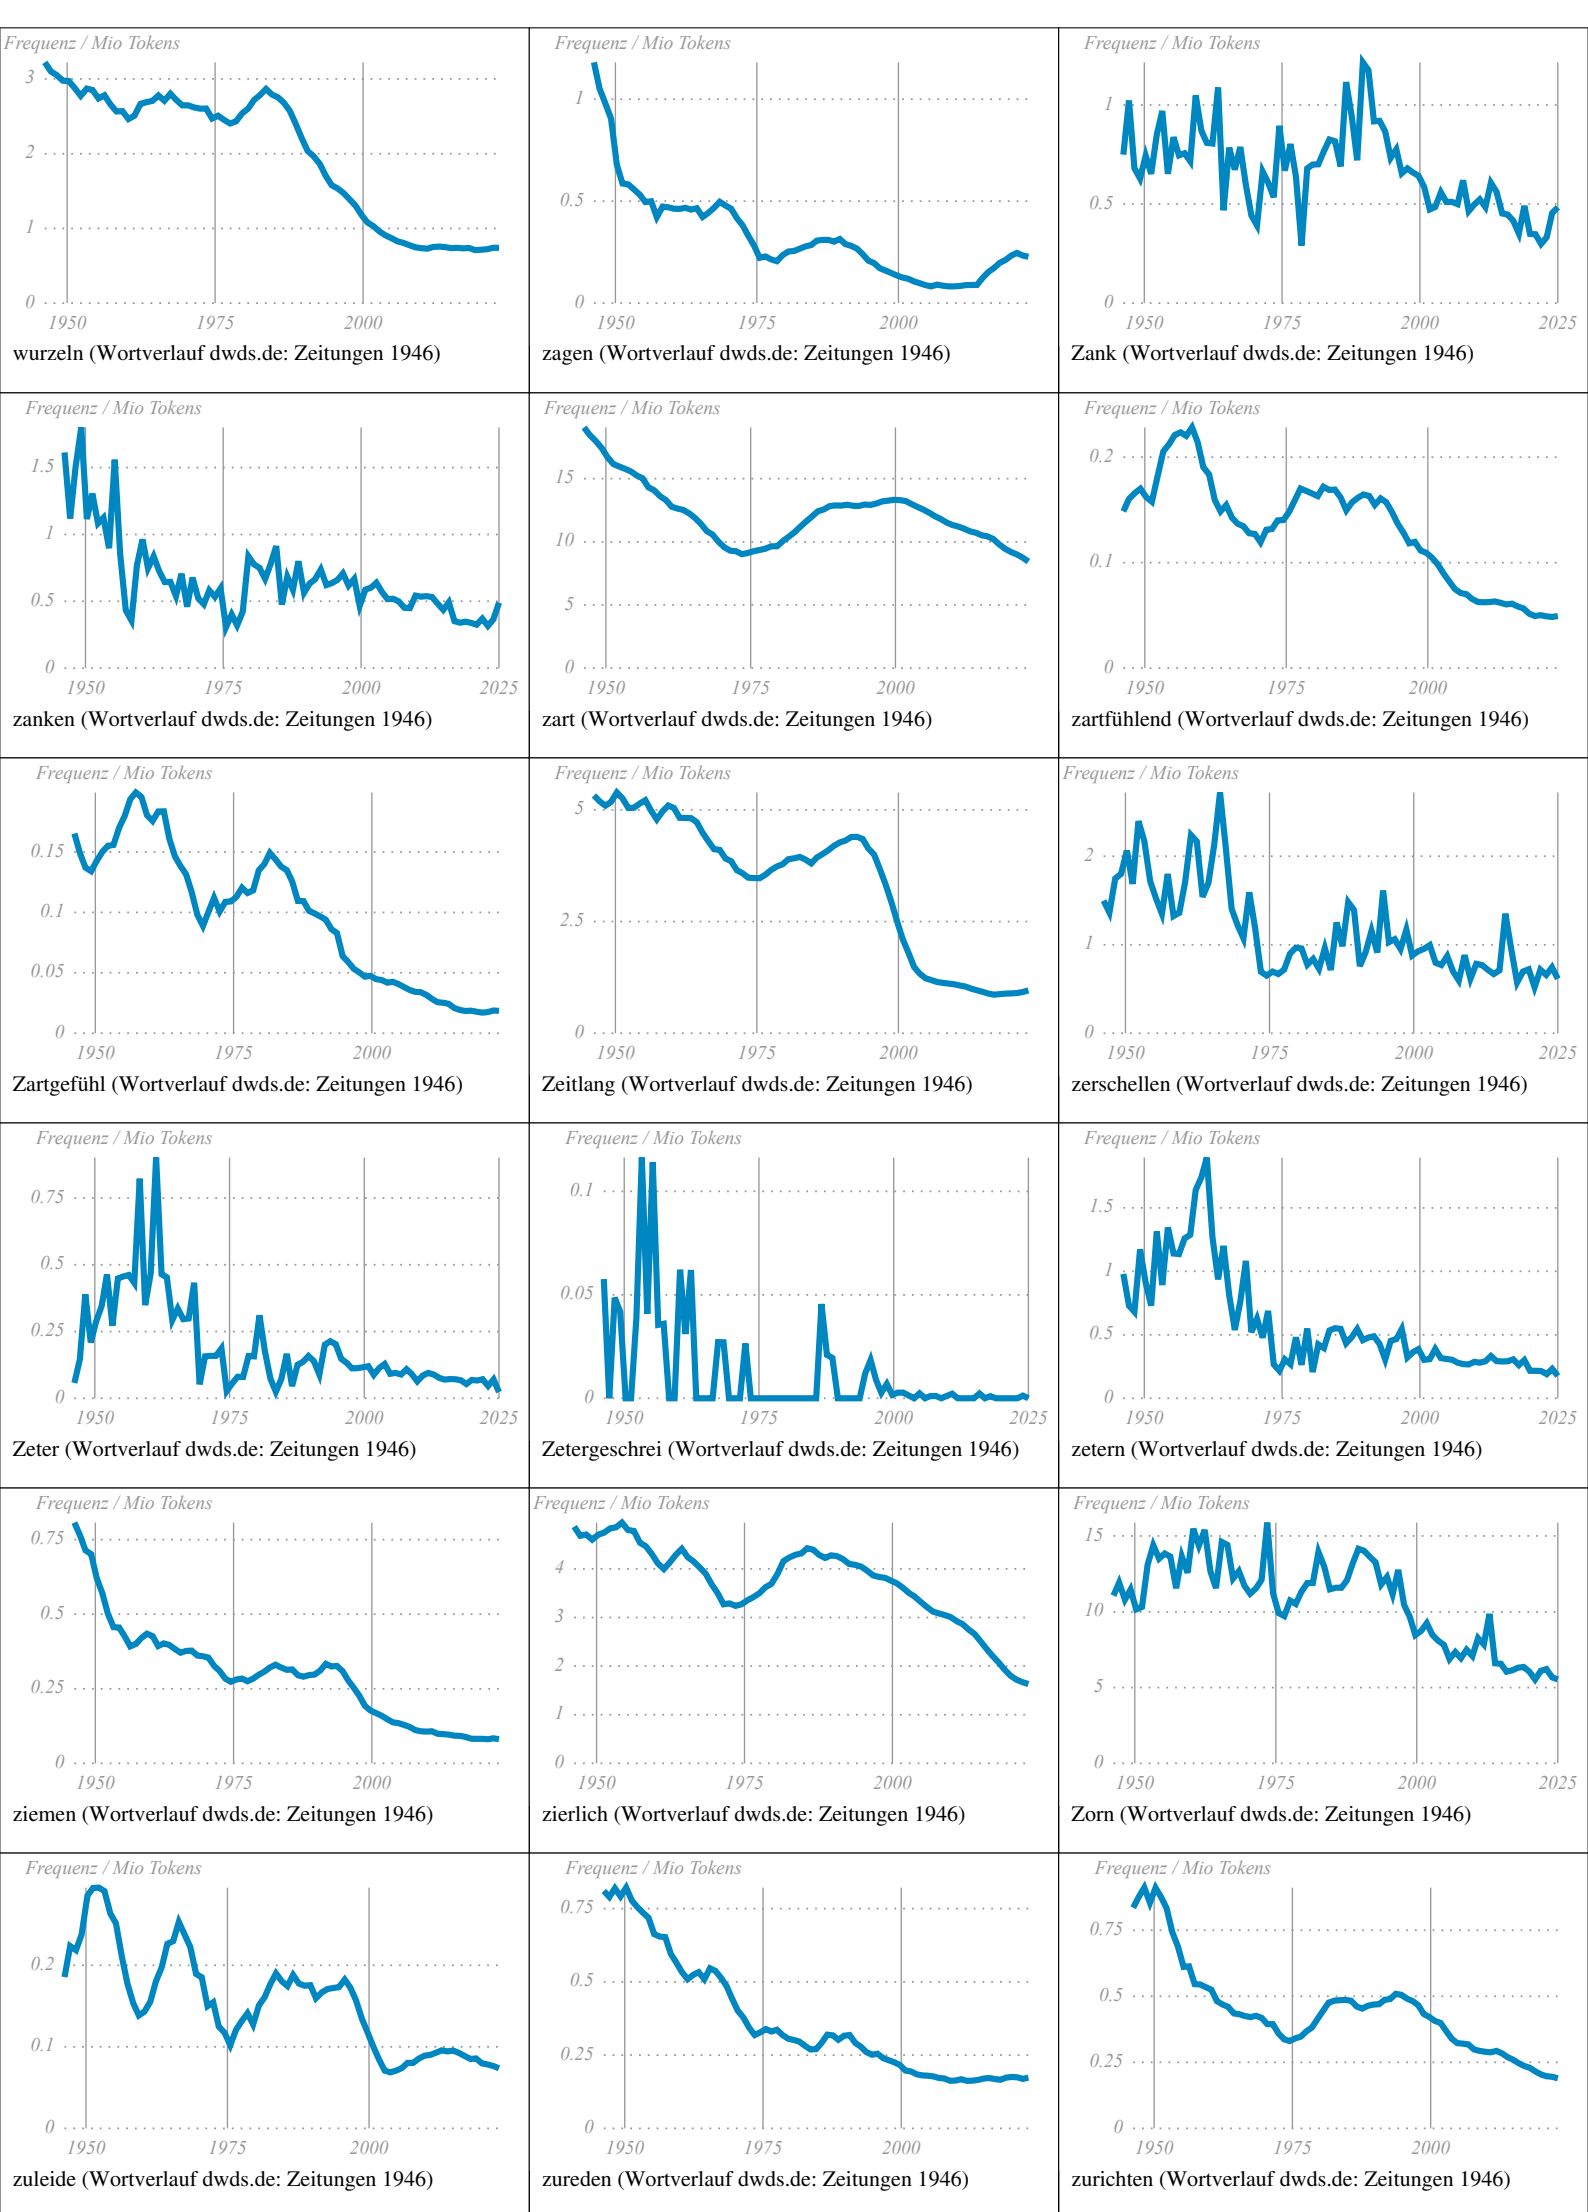 Frequenz / Mio Tokens
3
2
1
0
1950 1975 2000
wurzeln (Wortverlauf dwds.de: Zeitungen 1946)
Frequenz / Mio Tokens
1
0.5
0
1950 1975 2000
zagen (Wortverlauf dwds.de: Zeitungen 1946)
Frequenz / Mio Tokens
1
0.5
0
1950 1975 2000 2025
Zank (Wortverlauf dwds.de: Zeitungen 1946)
Frequenz / Mio Tokens
1.5
1
0.5
0
1950 1975 2000 2025
zanken (Wortverlauf dwds.de: Zeitungen 1946)
Frequenz / Mio Tokens
15
10
5
0
1950 1975 2000
zart (Wortverlauf dwds.de: Zeitungen 1946)
Frequenz / Mio Tokens
0.2
0.1
0
1950 1975 2000
zartfühlend (Wortverlauf dwds.de: Zeitungen 1946)
Frequenz / Mio Tokens
0.15
0.1
0.05
0
1950 1975 2000
Zartgefühl (Wortverlauf dwds.de: Zeitungen 1946)
Frequenz / Mio Tokens
5
2.5
0
1950 1975 2000
Zeitlang (Wortverlauf dwds.de: Zeitungen 1946)
Frequenz / Mio Tokens
2
1
0
1950 1975 2000 2025
zerschellen (Wortverlauf dwds.de: Zeitungen 1946)
Frequenz / Mio Tokens
0.75
0.5
0.25
0
1950 1975 2000 2025
Zeter (Wortverlauf dwds.de: Zeitungen 1946)
Frequenz / Mio Tokens
0.1
0.05
0
1950 1975 2000 2025
Zetergeschrei (Wortverlauf dwds.de: Zeitungen 1946)
Frequenz / Mio Tokens
1.5
1
0.5
0
1950 1975 2000 2025
zetern (Wortverlauf dwds.de: Zeitungen 1946)
Frequenz / Mio Tokens
0.75
0.5
0.25
0
1950 1975 2000
ziemen (Wortverlauf dwds.de: Zeitungen 1946)
Frequenz / Mio Tokens
4
3
2
1
0
1950 1975 2000
zierlich (Wortverlauf dwds.de: Zeitungen 1946)
Frequenz / Mio Tokens
15
10
5
0
1950 1975 2000 2025
Zorn (Wortverlauf dwds.de: Zeitungen 1946)
Frequenz / Mio Tokens
0.2
0.1
0
1950 1975 2000
zuleide (Wortverlauf dwds.de: Zeitungen 1946)
Frequenz / Mio Tokens
0.75
0.5
0.25
0
1950 1975 2000
zureden (Wortverlauf dwds.de: Zeitungen 1946)
Frequenz / Mio Tokens
0.75
0.5
0.25
0
1950 1975 2000
zurichten (Wortverlauf dwds.de: Zeitungen 1946)